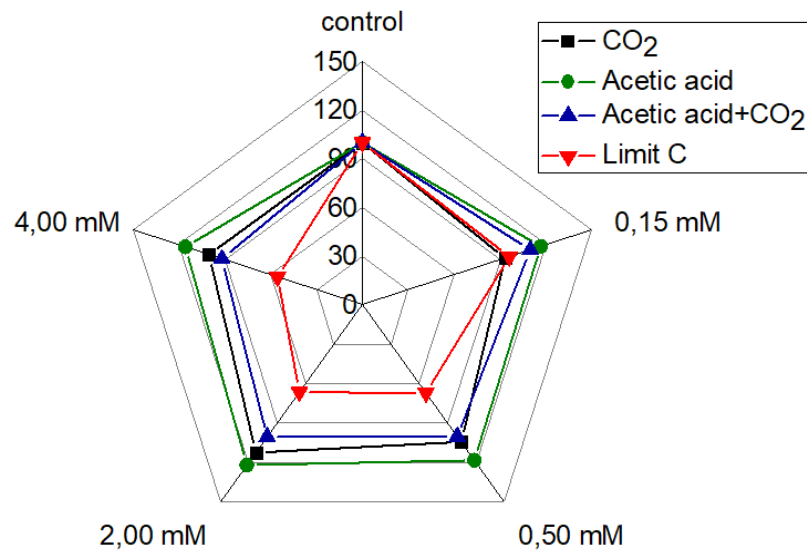 control
150
120
90
60
30
0
CO₂
Acetic acid
Acetic acid+CO₂
Limit C
4,00 mM
0,15 mM
2,00 mM
0,50 mM